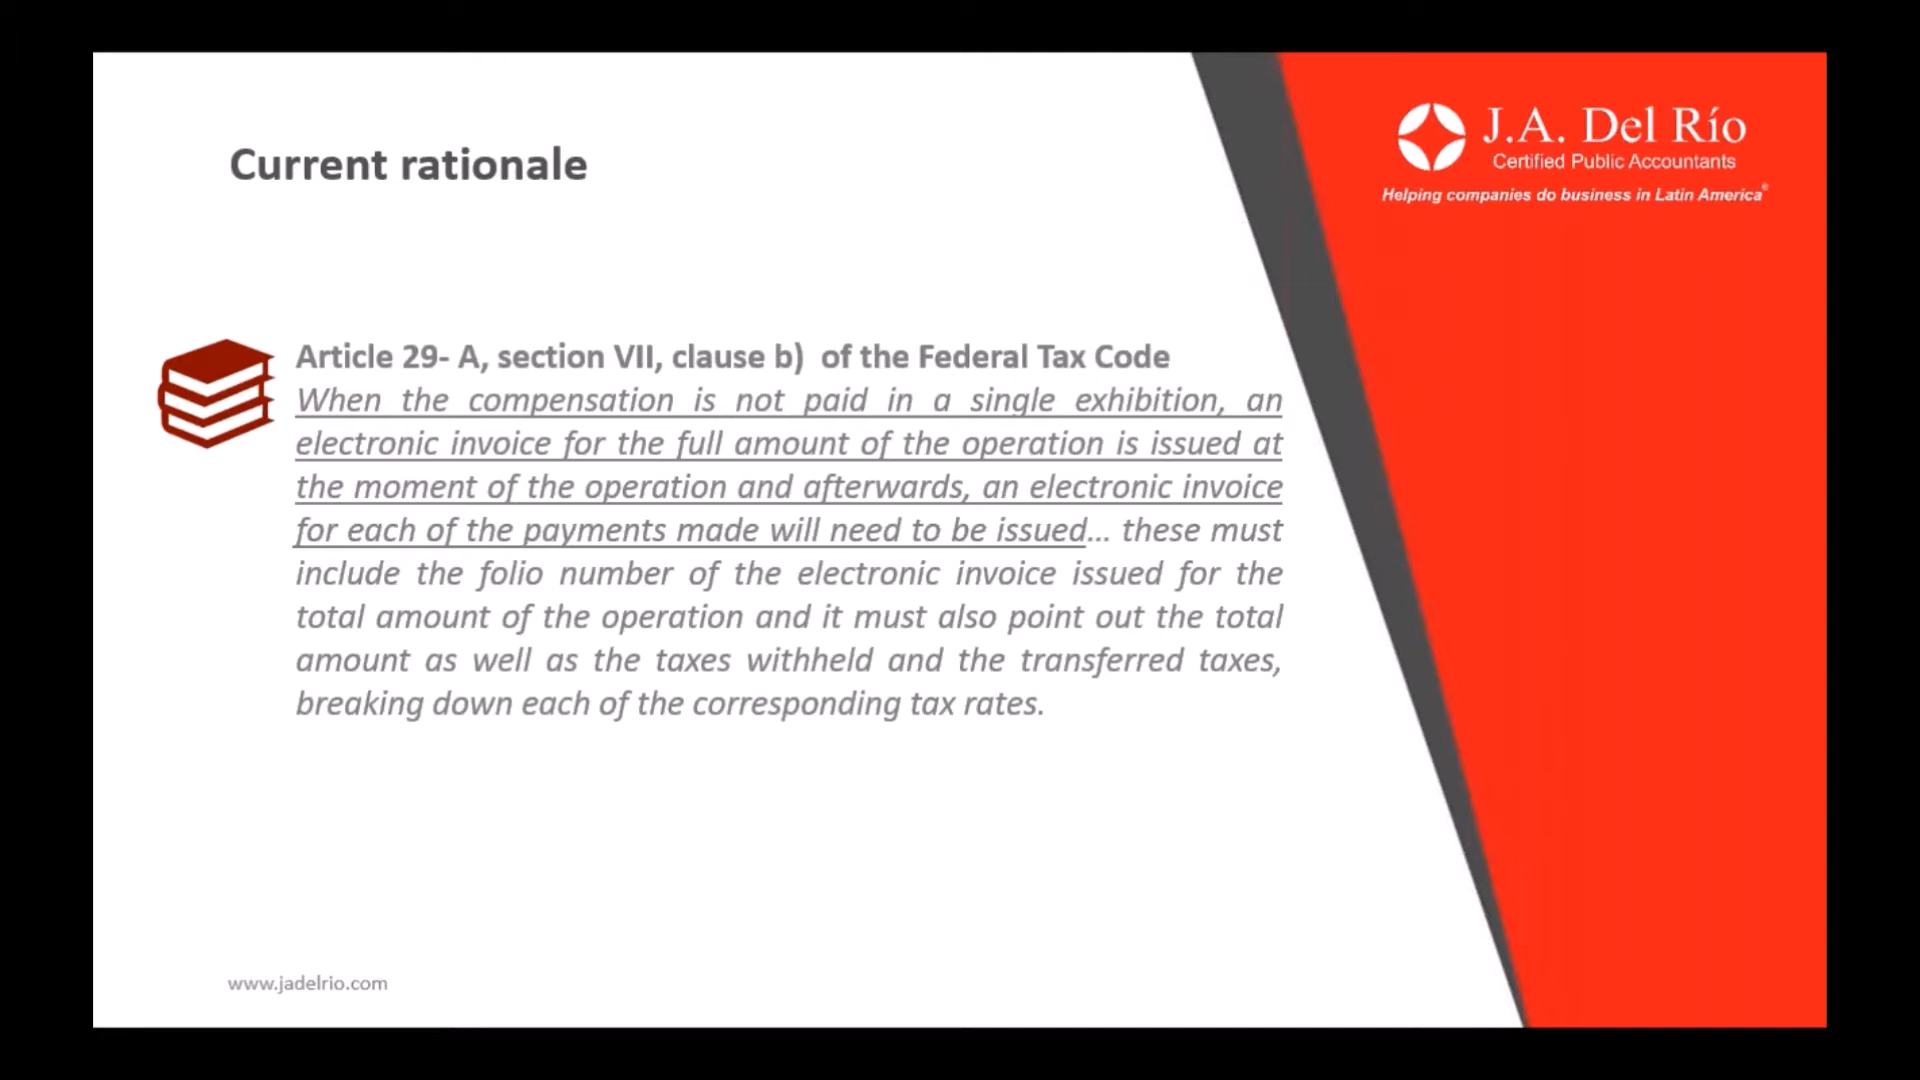 Current rationale
J.A. Del Río
Certified Public Accountants
Helping companies do business in Latin America®
Article 29- A, section VII, clause b)  of the Federal Tax Code
When the compensation is not paid in a single exhibition, an
electronic invoice for the full amount of the operation is issued at
the moment of the operation and afterwards, an electronic invoice
for each of the payments made will need to be issued... these must
include the folio number of the electronic invoice issued for the
total amount of the operation and it must also point out the total
amount as well as the taxes withheld and the transferred taxes,
breaking down each of the corresponding tax rates.
www.jadelrio.com